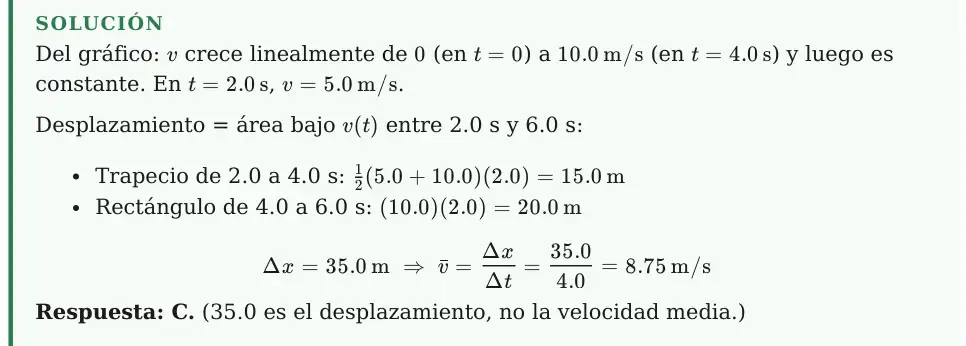 SOLUCIÓN
Del gráfico: v crece linealmente de 0 (en t = 0) a 10.0 m/s (en t = 4.0 s) y luego es
constante. En t = 2.0 s, v = 5.0 m/s.
Desplazamiento = área bajo v(t) entre 2.0 s y 6.0 s:
• Trapecio de 2.0 a 4.0 s: ½(5.0 + 10.0)(2.0) = 15.0 m
• Rectángulo de 4.0 a 6.0 s: (10.0)(2.0) = 20.0 m
Δx = 35.0 m ⇒ v̄ = Δx/Δt = 35.0/4.0 = 8.75 m/s
Respuesta: C. (35.0 es el desplazamiento, no la velocidad media.)